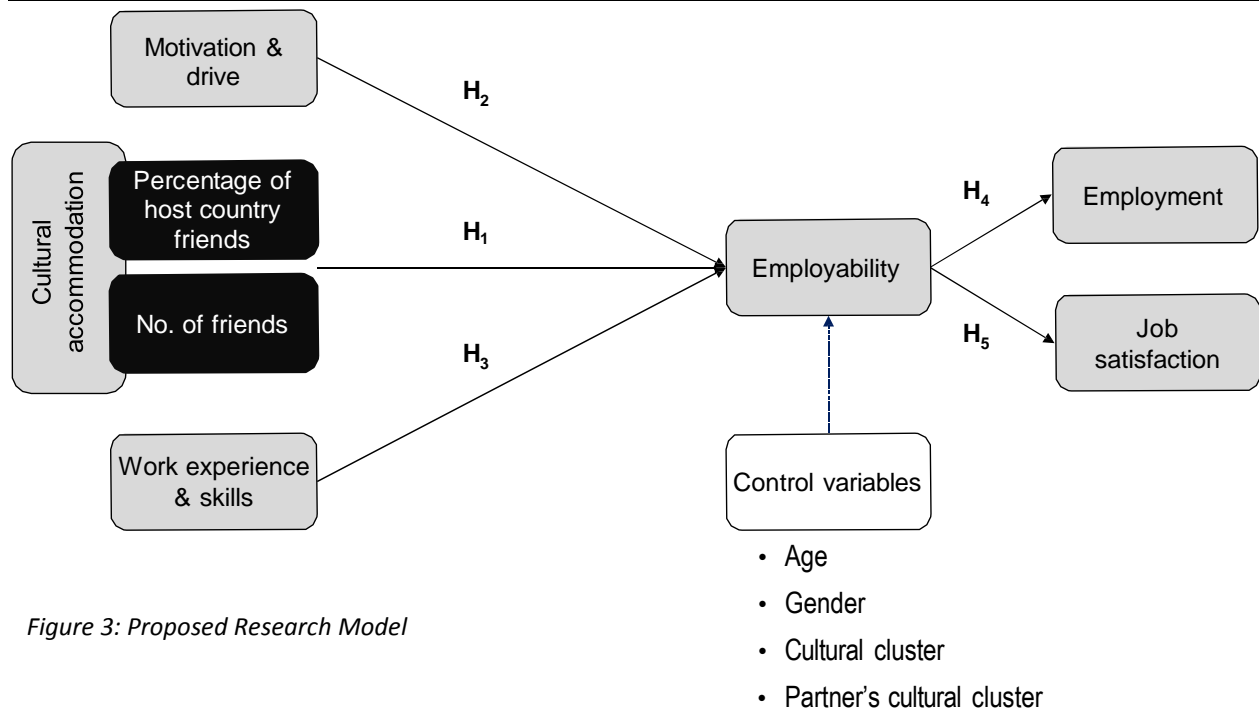 Motivation &
drive
H2
Cultural
accommodation
Percentage of
host country
friends
H1
No. of friends
H3
Work experience
& skills
Employability
H4
Employment
H5
Job
satisfaction
Control variables
• Age
• Gender
• Cultural cluster
• Partner's cultural cluster
Figure 3: Proposed Research Model